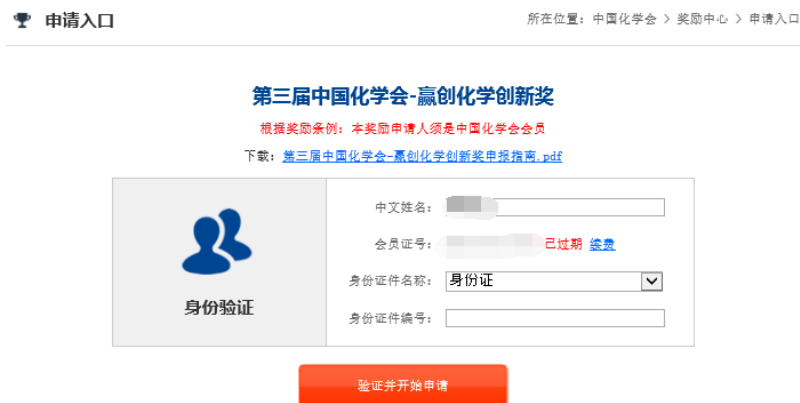 申请入口
所在位置：中国化学会 > 奖励中心 > 申请入口
第三届中国化学会-赢创化学创新奖
根据奖励条例：本奖励申请人须是中国化学会会员
下载：第三届中国化学会-赢创化学创新奖申报指南.pdf
中文姓名：
会员证号： 已过期 续费
身份证件名称： 身份证
身份证件编号：
身份验证
验证并开始申请